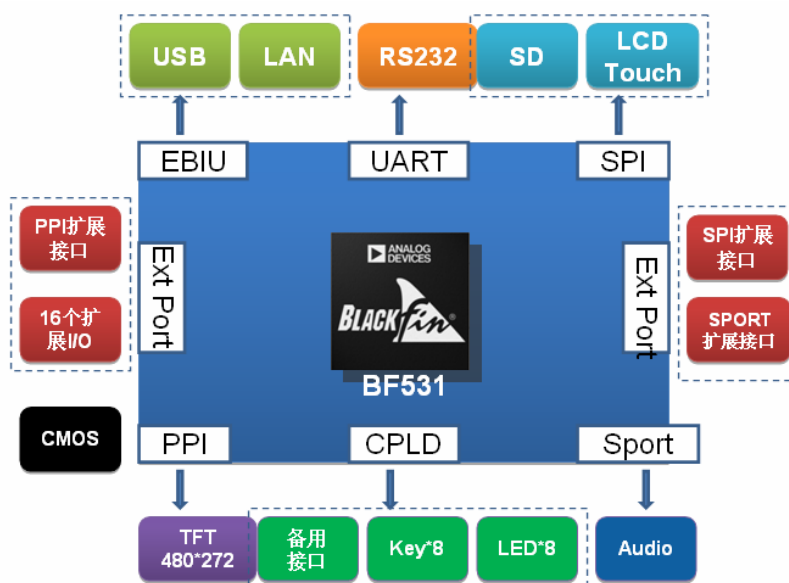 USB
LAN
RS232
SD
LCD
Touch
EBIU
UART
SPI
PPI扩展
接口
16个扩
展I/O
Ext Port
ANALOG
DEVICES
BLACKfin®
BF531
Ext Port
SPI扩展
接口
SPORT
扩展接口
CMOS
PPI
CPLD
Sport
TFT
480*272
备用
接口
Key*8
LED*8
Audio